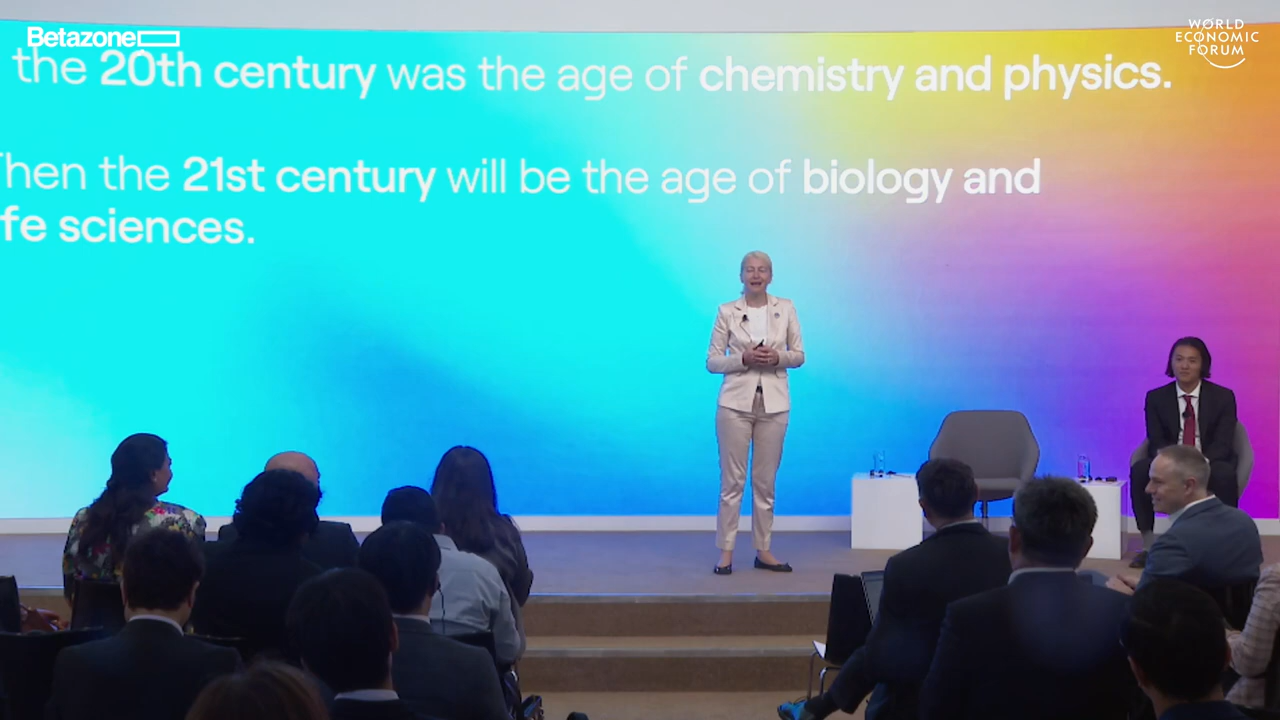 Betazone
WORLD
ECONOMIC
FORUM
the 20th century was the age of chemistry and physics.
Then the 21st century will be the age of biology and
fe sciences.